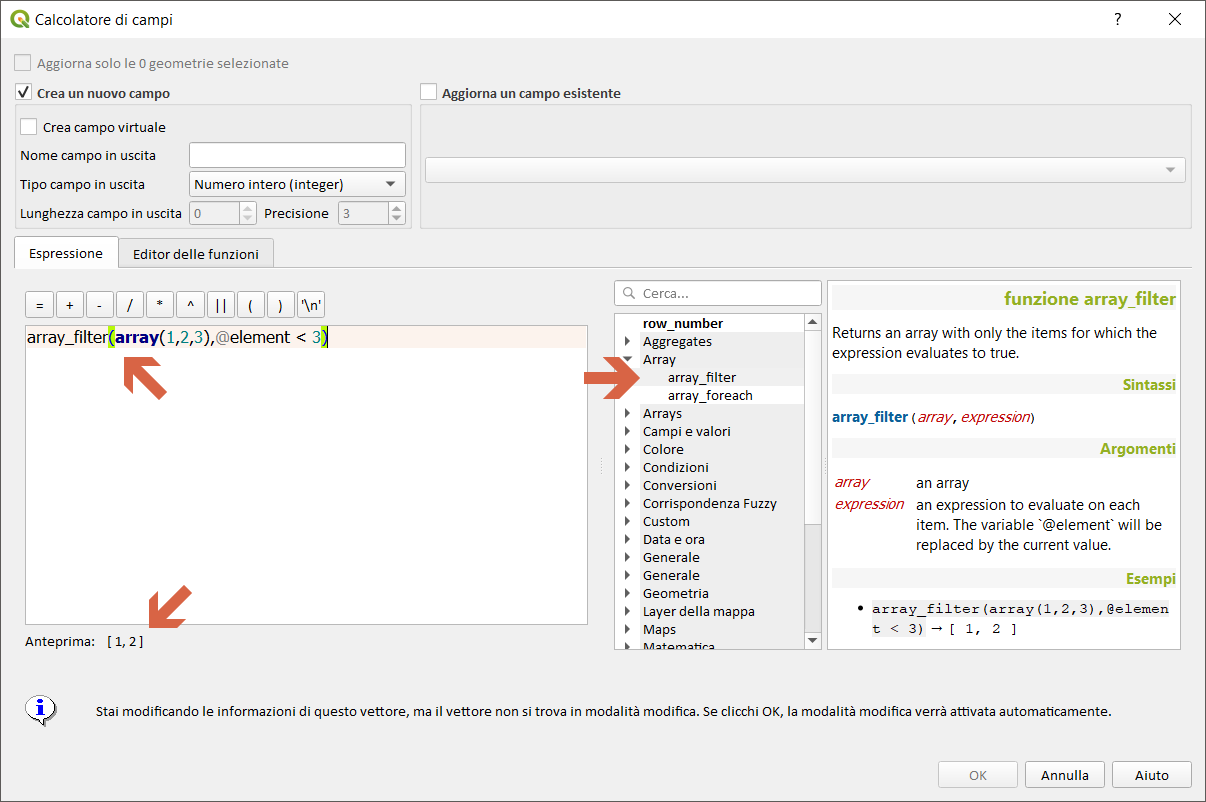 Calcolatore di campi
?
Aggiorna solo le 0 geometrie selezionate
Crea un nuovo campo
Aggiorna un campo esistente
Crea campo virtuale
Nome campo in uscita
Tipo campo in uscita
Numero intero (integer)
Lunghezza campo in uscita
0
Precisione
3
Espressione
Editor delle funzioni
= + - / * ^ || ( ) '\n'
array_filter(array(1,2,3),@element < 3)
Anteprima: [ 1, 2 ]
Cerca...
row_number
Aggregates
Array
array_filter
array_foreach
Arrays
Campi e valori
Colore
Condizioni
Conversioni
Corrispondenza Fuzzy
Custom
Data e ora
Generale
Generale
Geometria
Layer della mappa
Maps
Matematica
funzione array_filter
Returns an array with only the items for which the
expression evaluates to true.
Sintassi
array_filter(array, expression)
Argomenti
array an array
expression an expression to evaluate on each
item. The variable `@element` will be
replaced by the current value.
Esempi
• array_filter(array(1,2,3),@elemen
t < 3) → [ 1, 2 ]
Stai modificando le informazioni di questo vettore, ma il vettore non si trova in modalità modifica. Se clicchi OK, la modalità modifica verrà attivata automaticamente.
OK
Annulla
Aiuto